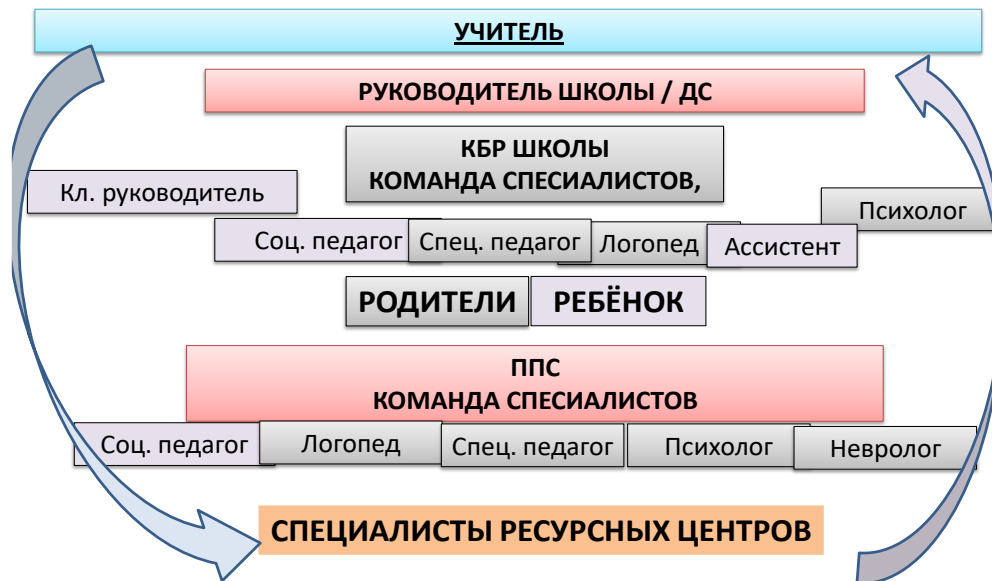 УЧИТЕЛЬ
РУКОВОДИТЕЛЬ ШКОЛЫ / ДС
КБР ШКОЛЫ
КОМАНДА СПЕСИАЛИСТОВ,
Кл. руководитель
Психолог
Соц. педагог
Спец. педагог
Логопед
Ассистент
РОДИТЕЛИ
РЕБЁНОК
ППС
КОМАНДА СПЕСИАЛИСТОВ
Соц. педагог
Логопед
Спец. педагог
Психолог
Невролог
СПЕЦИАЛИСТЫ РЕСУРСНЫХ ЦЕНТРОВ